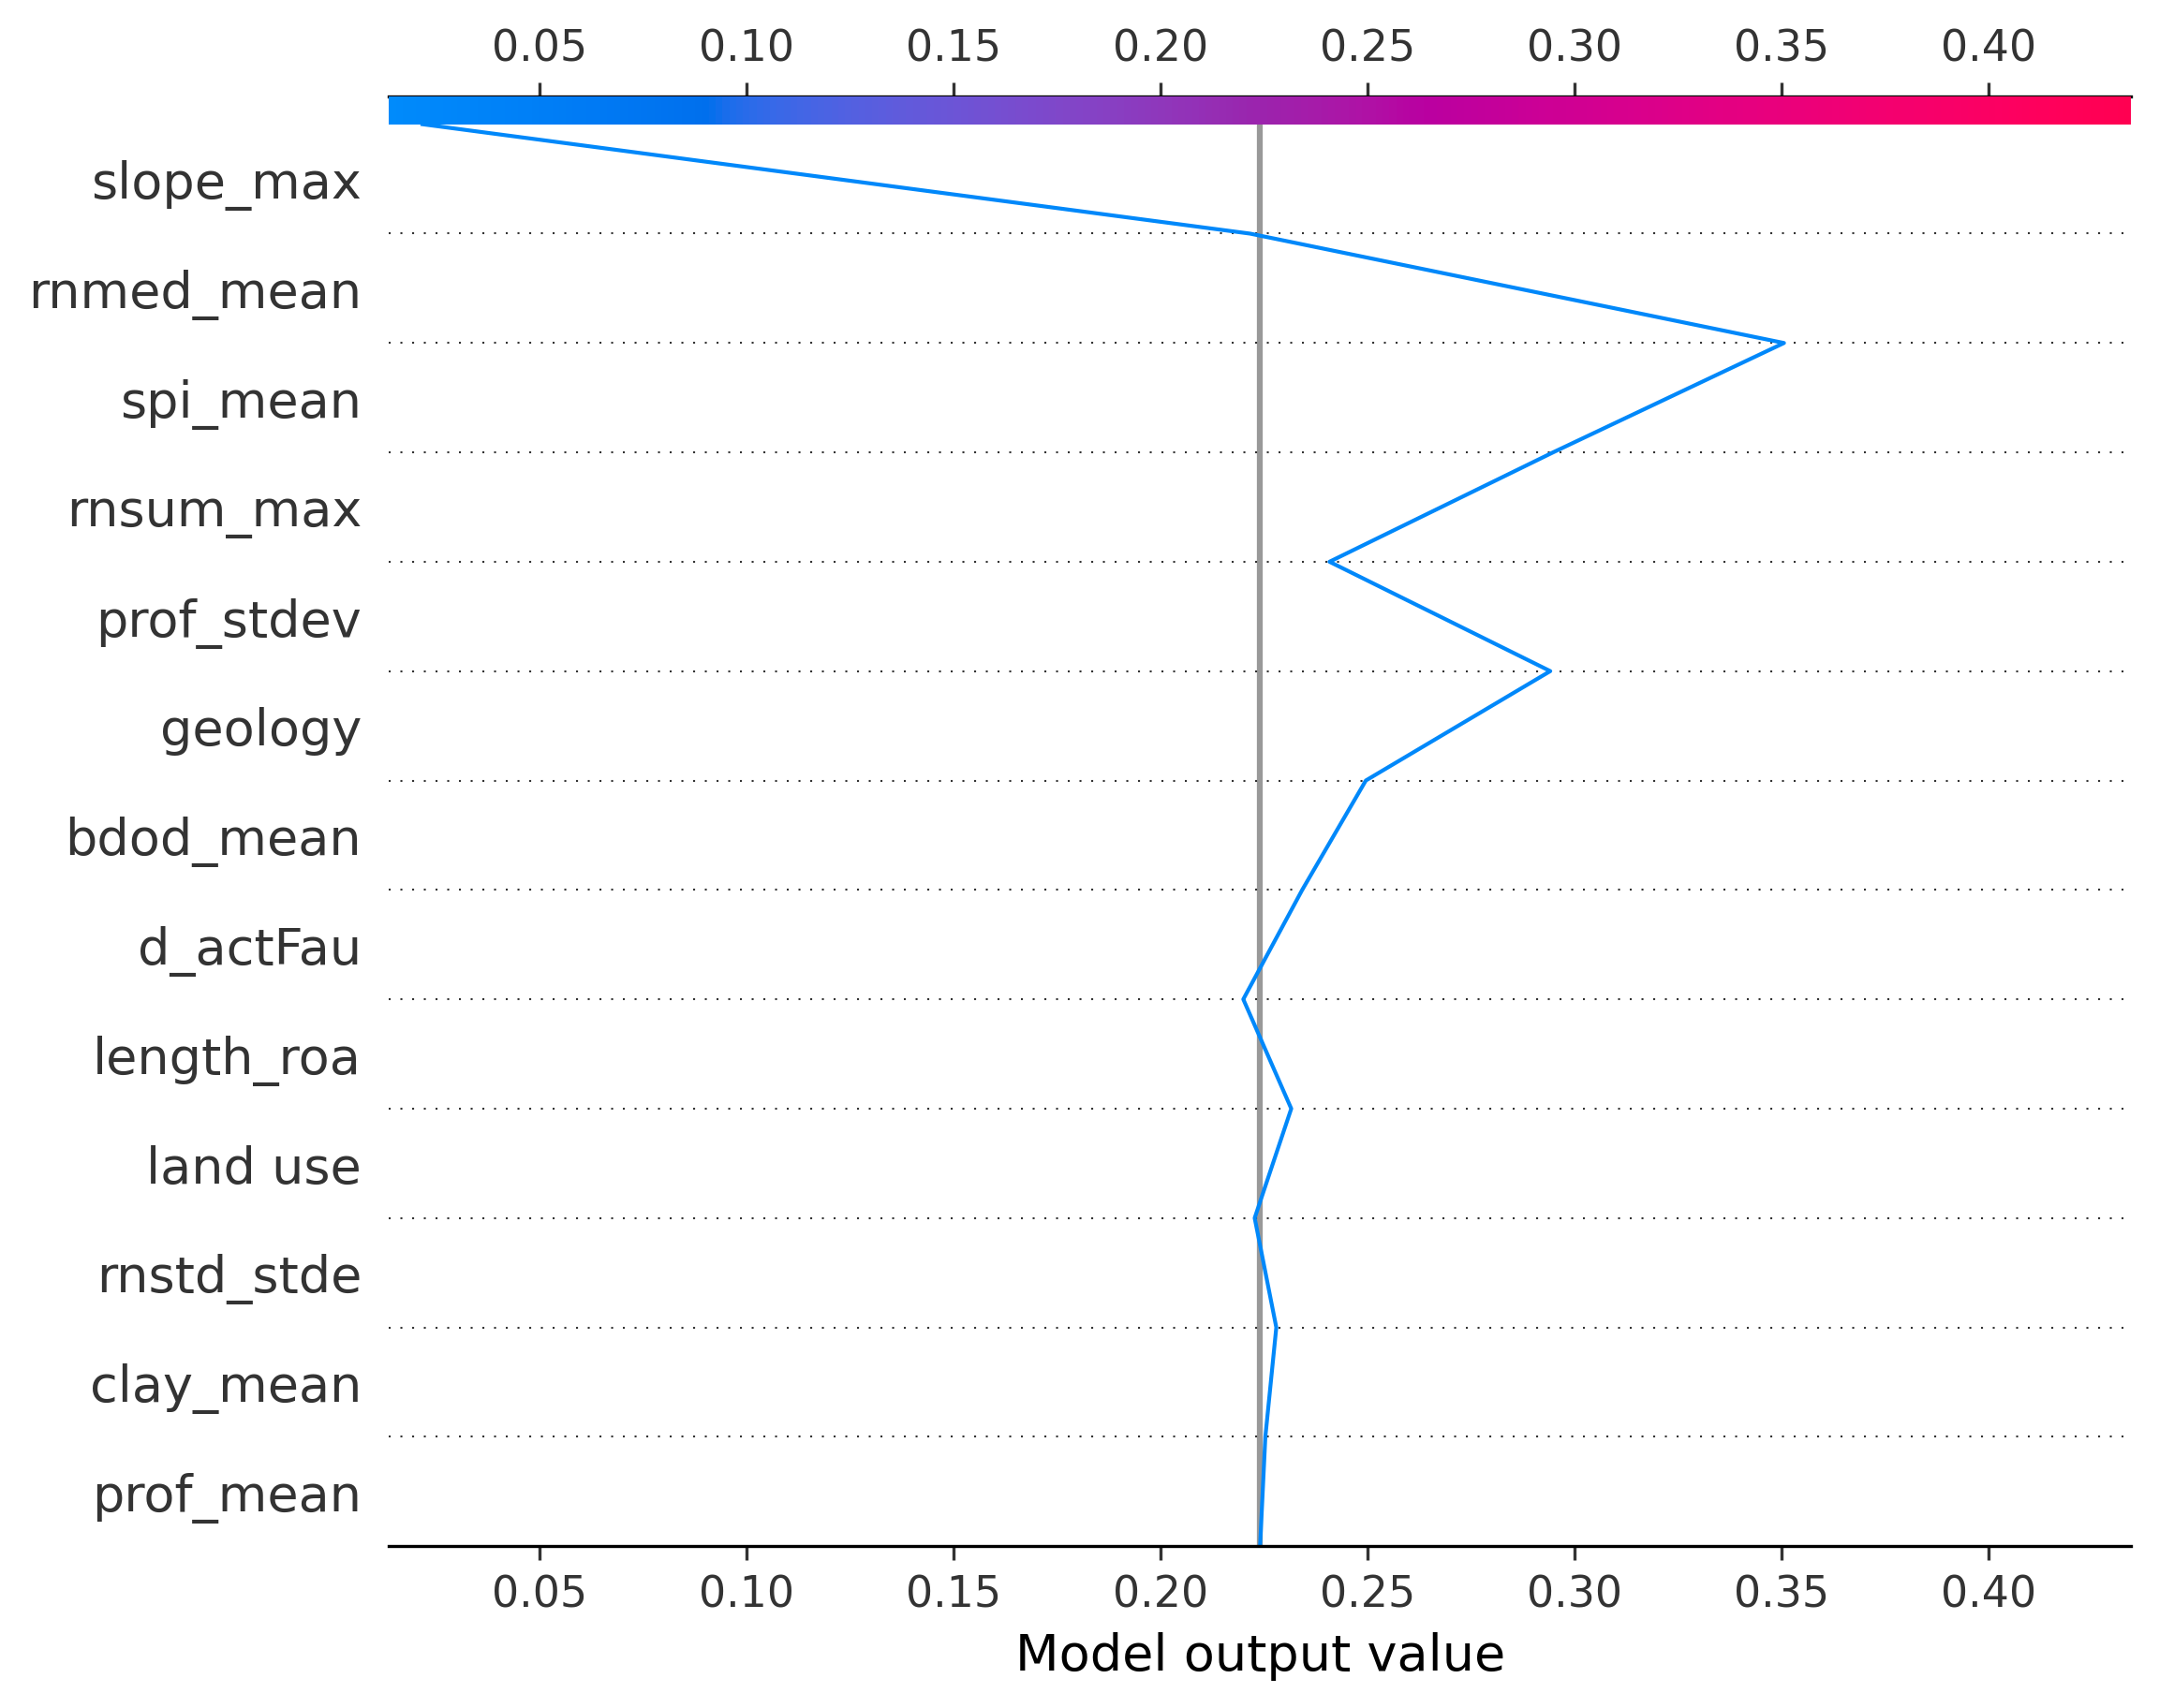 0.05 0.10 0.15 0.20 0.25 0.30 0.35 0.40
slope_max
rnmed_mean
spi_mean
rnsum_max
prof_stdev
geology
bdod_mean
d_actFau
length_roa
land use
rnstd_stde
clay_mean
prof_mean
0.05 0.10 0.15 0.20 0.25 0.30 0.35 0.40
Model output value